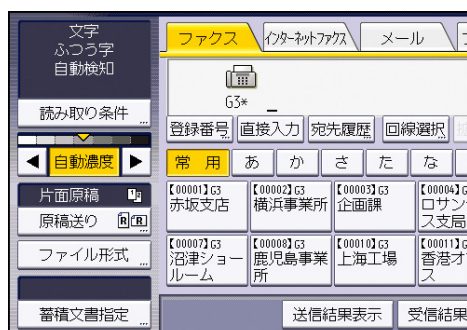 文字
ふつう字
自動検知
読み取り条件
自動濃度
片面原稿
原稿送り
ファイル形式
蓄積文書指定
ファクス
インターネットファクス
メール
G3* _
登録番号
直接入力
宛先履歴
回線選択
常用
あ
か
さ
た
な
【00001】G3
赤坂支店
【00002】G3
横浜事業所
【00003】G3
企画課
【00004】G
ロサン
ス支局
【00007】G3
沼津ショー
ルーム
【00008】G3
鹿児島事業
所
【00010】G3
上海工場
【00011】G
香港オ
ス
送信結果表示
受信結果